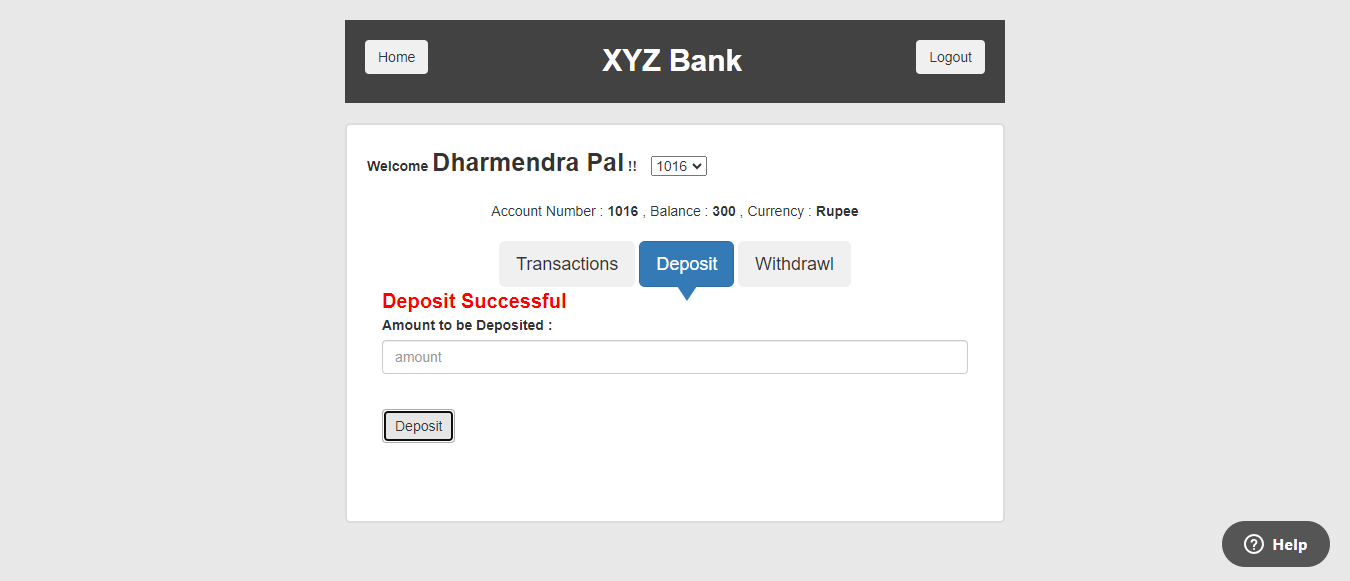 Home
XYZ Bank
Logout
Welcome Dharmendra Pal !! 1016
Account Number : 1016 , Balance : 300 , Currency : Rupee
Transactions
Deposit
Withdrawl
Deposit Successful
Amount to be Deposited :
amount
Deposit
Help